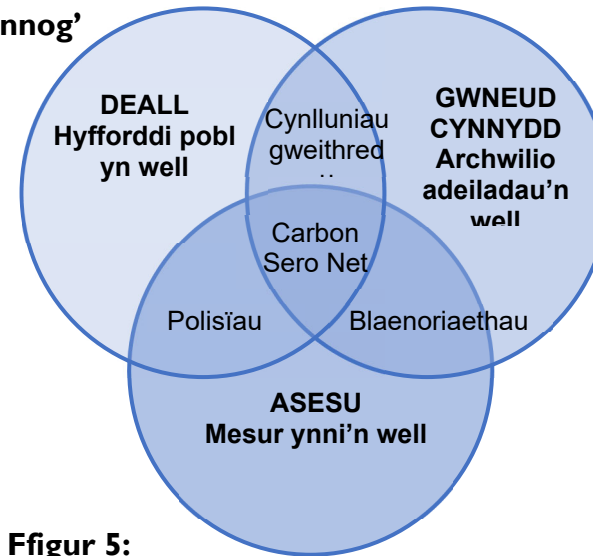 nnog’
DEALL
Hyfforddi pobl
yn well
Cynlluniau
gweithred
GWNEUD
CYNNYDD
Archwilio
adeiladau’n
well
Carbon
Sero Net
Polisïau
Blaenoriaethau
ASESU
Mesur ynni’n well
Ffigur 5: